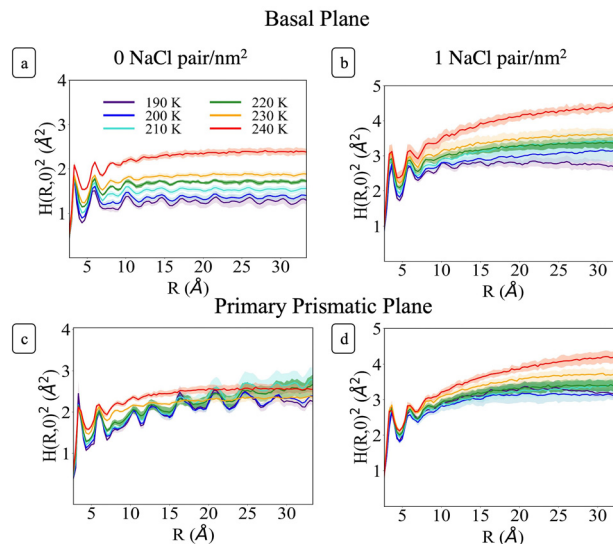 Basal Plane
a
0 NaCl pair/nm²
b
1 NaCl pair/nm²
4
3
2
1
H(R,0)² (Å²)
190 K
200 K
210 K
220 K
230 K
240 K
5
10
15
20
25
30
R (Å)
5
4
3
2
1
H(R,0)² (Å²)
5
10
15
20
25
30
R (Å)
Primary Prismatic Plane
c
d
4
3
2
1
H(R,0)² (Å²)
5
10
15
20
25
30
R (Å)
5
4
3
2
1
H(R,0)² (Å²)
5
10
15
20
25
30
R (Å)